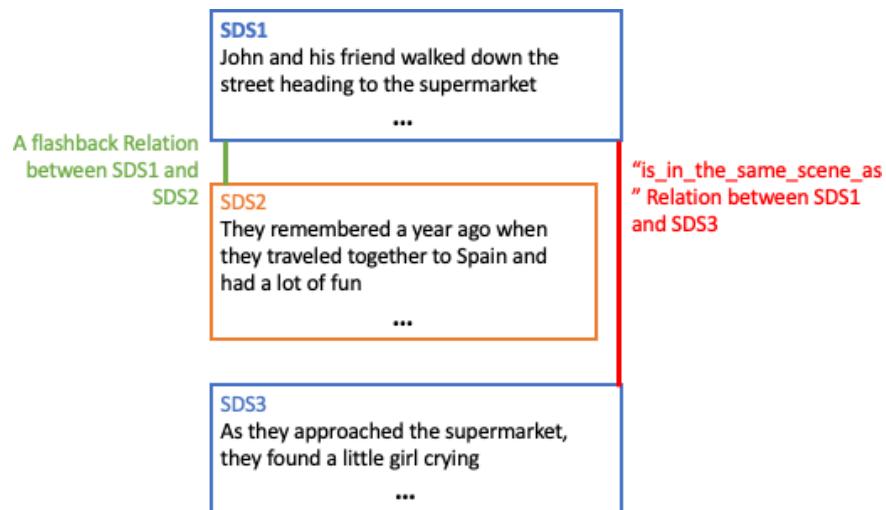 SDS1
John and his friend walked down the
street heading to the supermarket
...
A flashback Relation
between SDS1 and
SDS2
"is_in_the_same_scene_as
" Relation between SDS1
and SDS3
SDS2
They remembered a year ago when
they traveled together to Spain and
had a lot of fun
...
SDS3
As they approached the supermarket,
they found a little girl crying
...